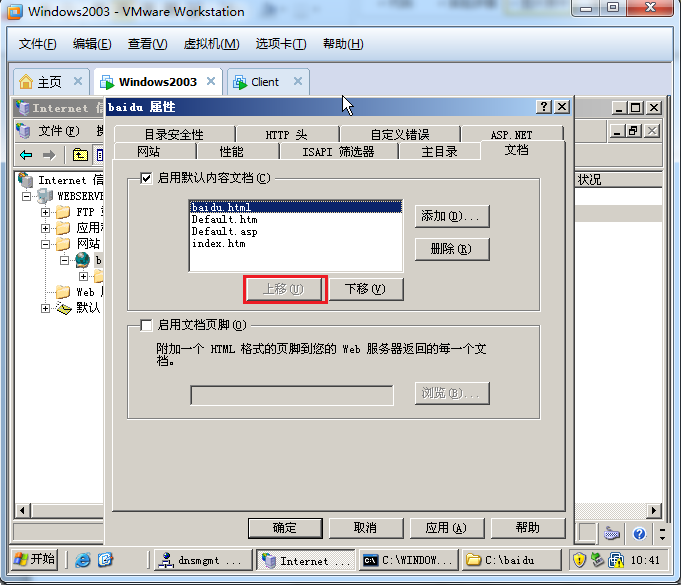 Windows2003 - VMware Workstation
文件(F) 编辑(E) 查看(V) 虚拟机(M) 选项卡(T) 帮助(H)
主页 Windows2003 Client
Internet 信
baidu 属性
文件(F)
目录安全性 HTTP 头 自定义错误 ASP.NET
网站 性能 ISAPI 筛选器 主目录 文档
Internet 信
状况
WEBSERVE
FTP
应用
网站
b
Web
默认
启用默认内容文档(C)
baidu.html
Default.htm
Default.asp
index.htm
添加(D)...
删除(R)
上移(U) 下移(V)
启用文档页脚(O)
附加一个 HTML 格式的页脚到您的 Web 服务器返回的每一个文
档。
浏览(B)...
确定 取消 应用(A) 帮助
开始 dnsmgmt ... Internet ... C:\WINDOW... C:\baidu 10:41